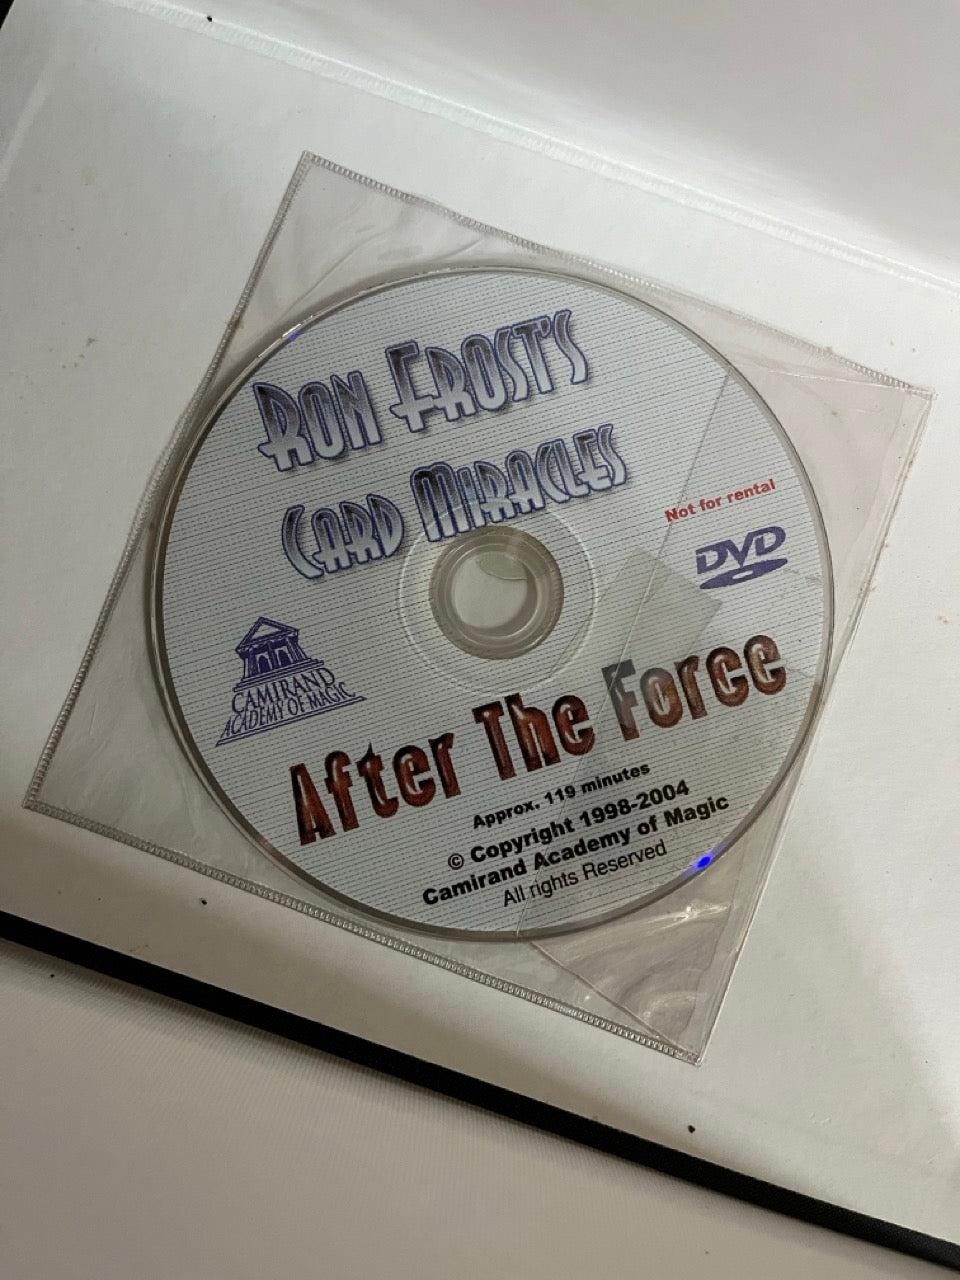 Ron Frost's
Card Miracles
Not for rental
DVD
CAMIRAND
ACADEMY OF MAGIC
After The Force
Approx. 119 minutes
© Copyright 1998-2004
Camirand Academy of Magic
All rights Reserved